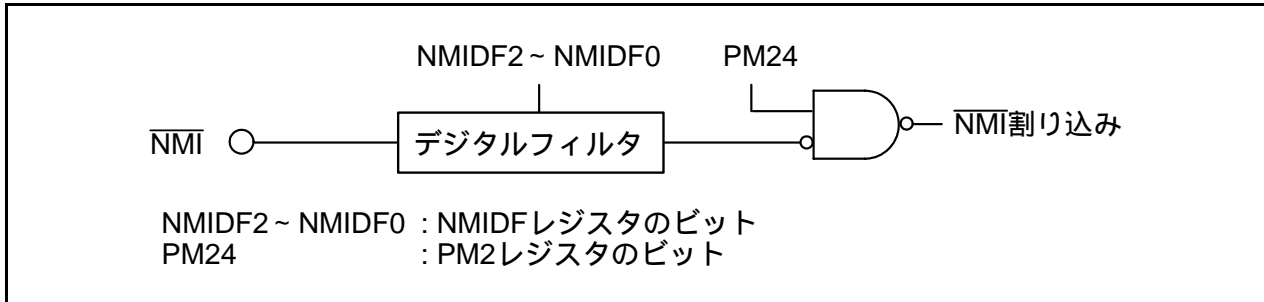 NMIDF2～NMIDF0 PM24
NMI デジタルフィルタ NMI割り込み
NMIDF2～NMIDF0 : NMIDFレジスタのビット
PM24 : PM2レジスタのビット